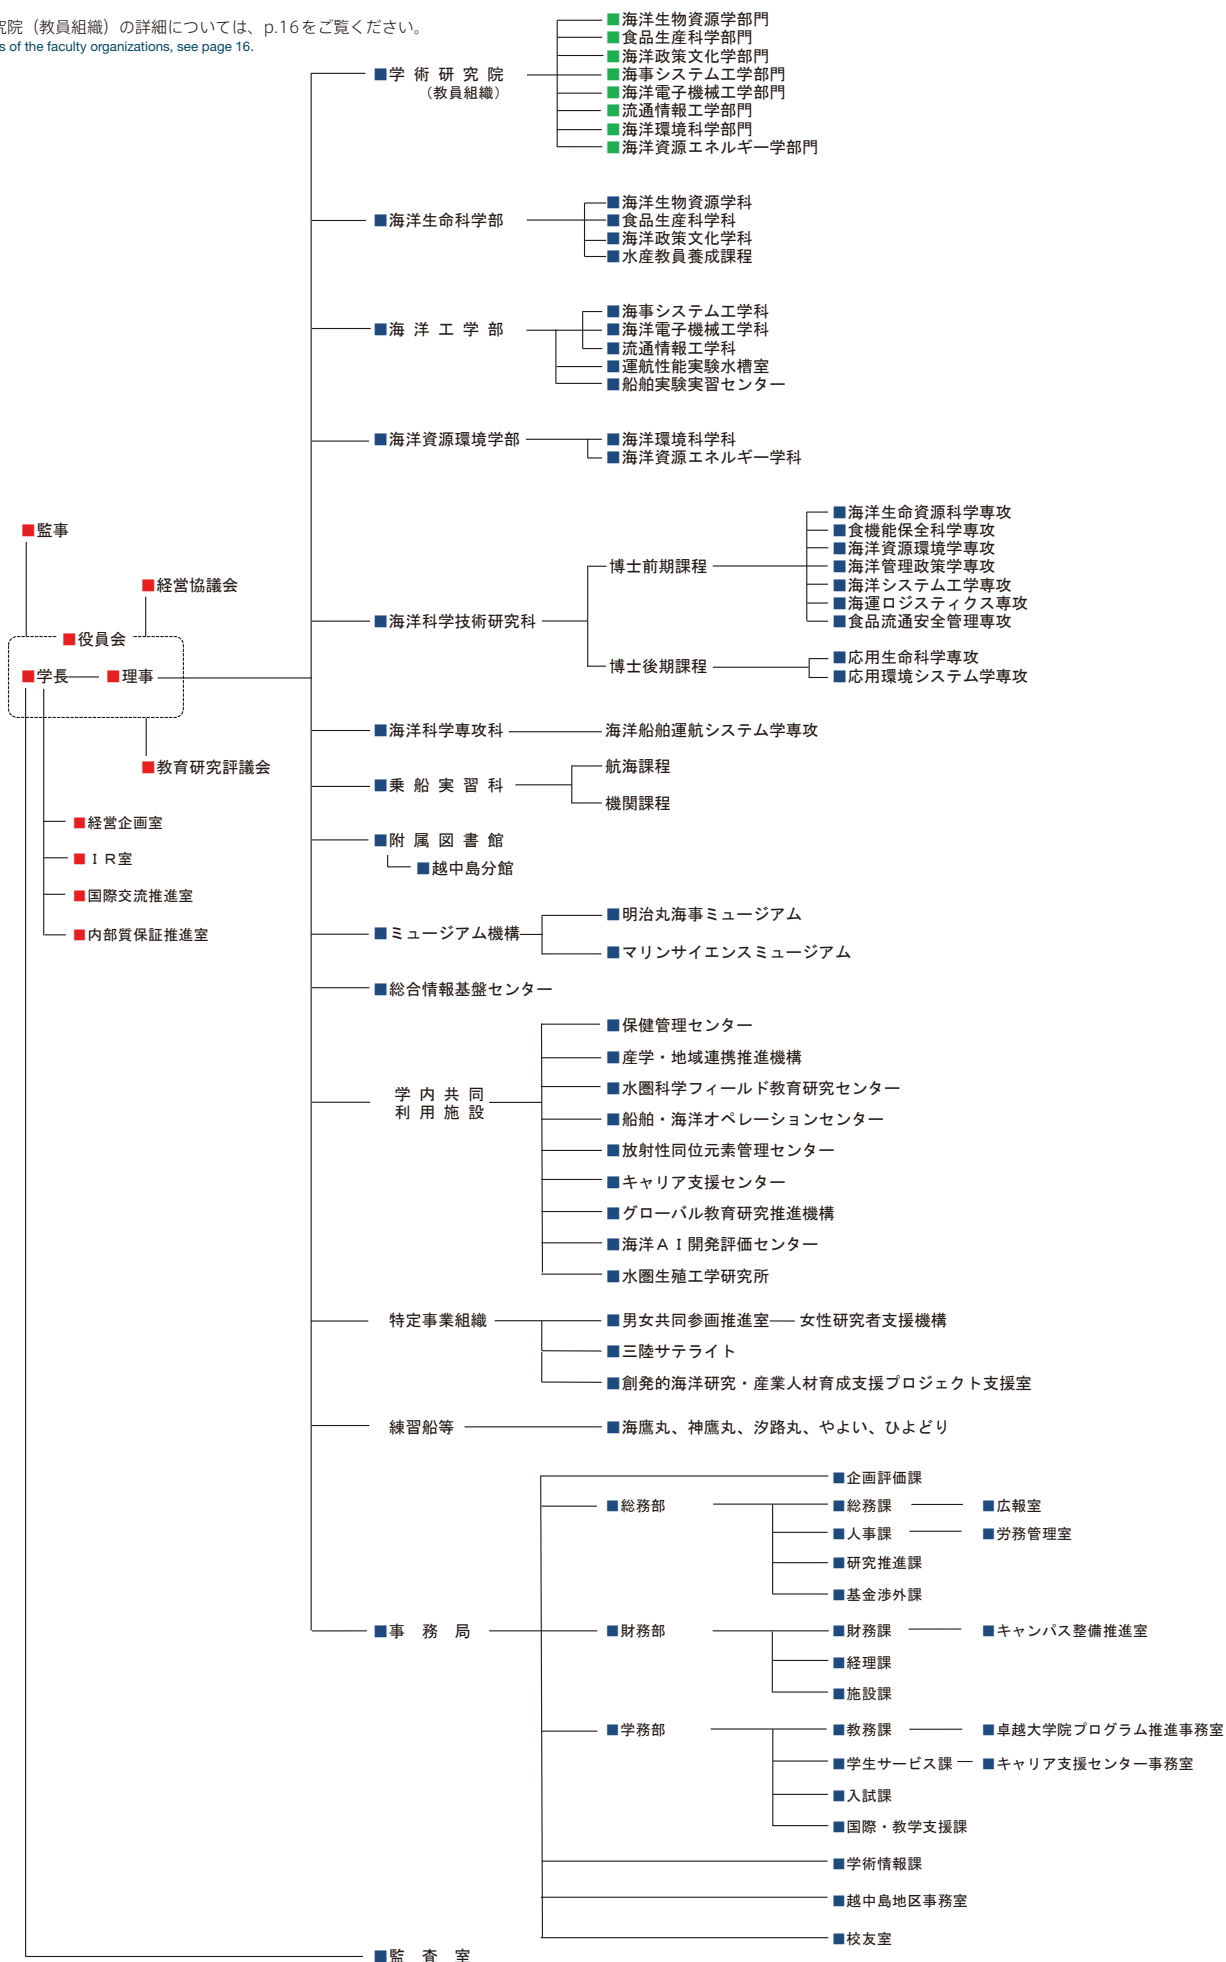 究院（教員組織）の詳細については、p.16をご覧ください。
s of the faculty organizations, see page 16.
■学術研究院
（教員組織）
■海洋生物資源学部門
■食品生産科学部門
■海洋政策文化学部門
■海事システム工学部門
■海洋電子機械工学部門
■流通情報工学部門
■海洋環境科学部門
■海洋資源エネルギー学部門
■海洋生命科学部
■海洋生物資源学科
■食品生産科学科
■海洋政策文化学科
■水産教員養成課程
■海洋工学部
■海事システム工学科
■海洋電子機械工学科
■流通情報工学科
■運航性能実験水槽室
■船舶実験実習センター
■海洋資源環境学部
■海洋環境科学科
■海洋資源エネルギー学科
■監事
■経営協議会
■役員会
■学長
■理事
■教育研究評議会
■経営企画室
■ＩＲ室
■国際交流推進室
■内部質保証推進室
■海洋科学技術研究科
博士前期課程
■海洋生命資源科学専攻
■食機能保全科学専攻
■海洋資源環境学専攻
■海洋管理政策学専攻
■海洋システム工学専攻
■海運ロジスティクス専攻
■食品流通安全管理専攻
博士後期課程
■応用生命科学専攻
■応用環境システム学専攻
■海洋科学専攻科
海洋船舶運航システム学専攻
■乗船実習科
航海課程
機関課程
■附属図書館
■越中島分館
■ミュージアム機構
■明治丸海事ミュージアム
■マリンサイエンスミュージアム
■総合情報基盤センター
学内共同
利用施設
■保健管理センター
■産学・地域連携推進機構
■水圏科学フィールド教育研究センター
■船舶・海洋オペレーションセンター
■放射性同位元素管理センター
■キャリア支援センター
■グローバル教育研究推進機構
■海洋ＡＩ開発評価センター
■水圏生殖工学研究所
特定事業組織
■男女共同参画推進室
女性研究者支援機構
■三陸サテライト
■創発的海洋研究・産業人材育成支援プロジェクト支援室
練習船等
■海鷹丸、神鷹丸、汐路丸、やよい、ひよどり
■事務局
■企画評価課
■総務部
■総務課
■広報室
■人事課
■労務管理室
■研究推進課
■基金渉外課
■財務部
■財務課
■キャンパス整備推進室
■経理課
■施設課
■学務部
■教務課
■卓越大学院プログラム推進事務室
■学生サービス課
■キャリア支援センター事務室
■入試課
■国際・教学支援課
■学術情報課
■越中島地区事務室
■校友室
■監査室